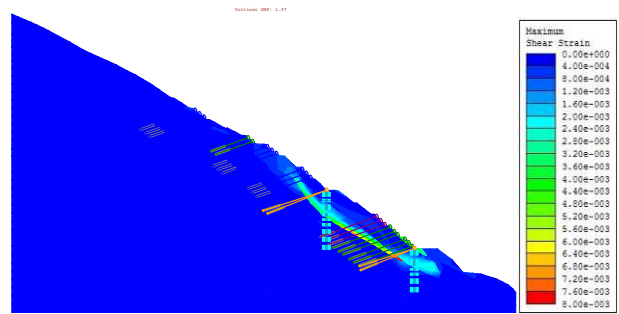 Critical SRF: 1.37
Maximum
Shear Strain
0.00e+000
4.00e-004
8.00e-004
1.20e-003
1.60e-003
2.00e-003
2.40e-003
2.80e-003
3.20e-003
3.60e-003
4.00e-003
4.40e-003
4.80e-003
5.20e-003
5.60e-003
6.00e-003
6.40e-003
6.80e-003
7.20e-003
7.60e-003
8.00e-003